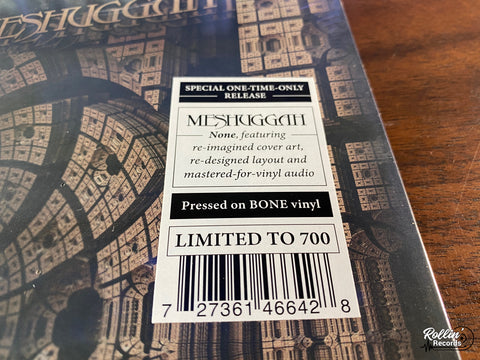 MESHUGGAH
SPECIAL ONE-TIME-ONLY
RELEASE
MESHUGGAH
None, featuring
re-imagined cover art,
re-designed layout and
mastered-for-vinyl audio
Pressed on BONE vinyl
LIMITED TO 700
7 27361 46642 8
Rollin'
Records